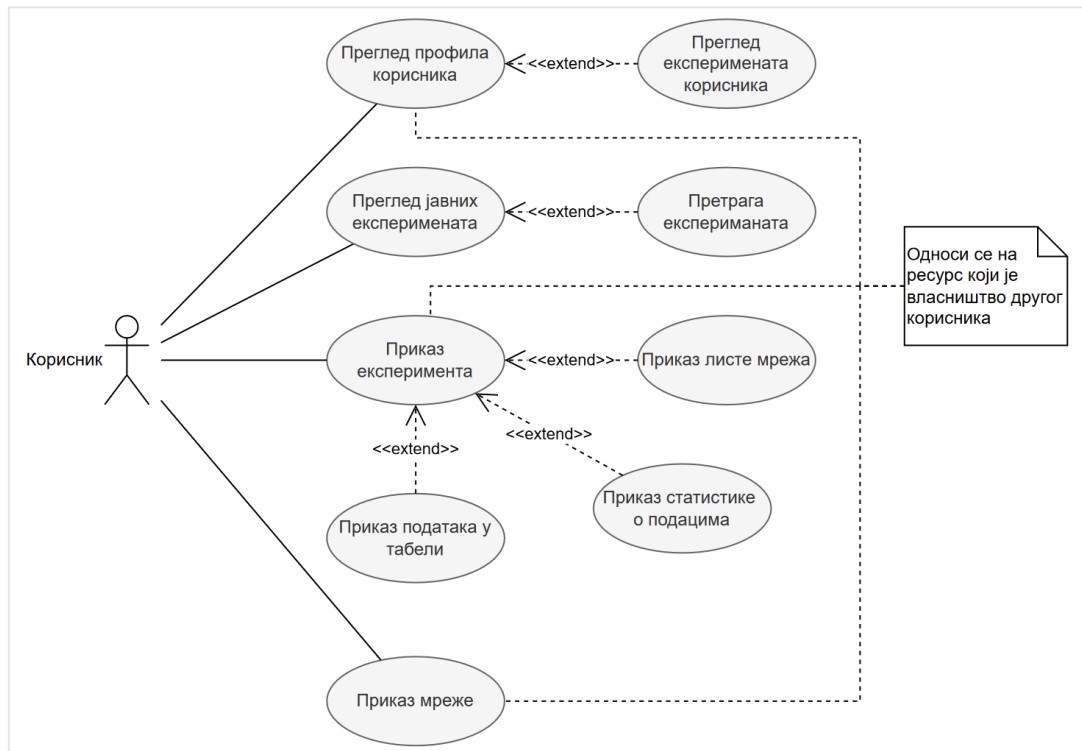 Преглед профила
корисника
<<extend>>
Преглед
експеримената
корисника
Преглед јавних
експеримената
<<extend>>
Претрага
експериманата
Односи се на
ресурс који је
власништво другог
корисника
Корисник
Приказ
експеримента
<<extend>>
Приказ листе мрежа
<<extend>>
<<extend>>
Приказ података у
табели
Приказ статистике
о подацима
Приказ мреже